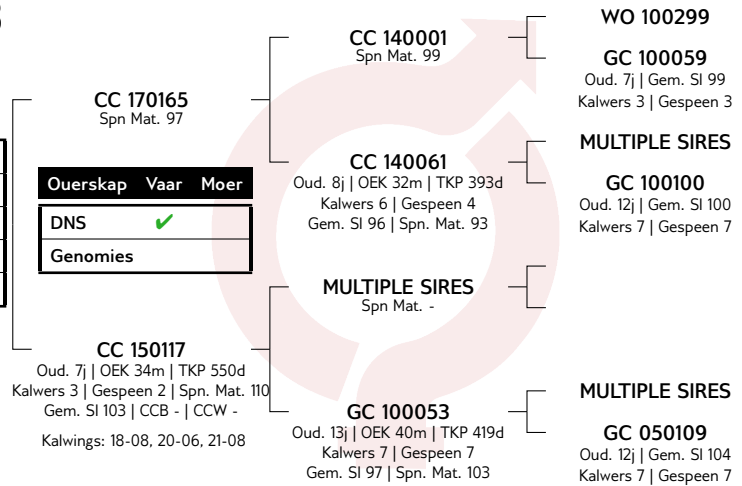 CC 170165
Spn Mat. 97
Ouerskap Vaar Moer
DNS ✔
Genomies
CC 150117
Oud. 7j | OEK 34m | TKP 550d
Kalwers 3 | Gespeen 2 | Spn. Mat. 110
Gem. SI 103 | CCB - | CCW -
Kalwings: 18-08, 20-06, 21-08
CC 140001
Spn Mat. 99
CC 140061
Oud. 8j | OEK 32m | TKP 393d
Kalwers 6 | Gespeen 4
Gem. SI 96 | Spn. Mat. 93
MULTIPLE SIRES
Spn Mat. -
GC 100053
Oud. 13j | OEK 40m | TKP 419d
Kalwers 7 | Gespeen 7
Gem. SI 97 | Spn. Mat. 103
WO 100299
GC 100059
Oud. 7j | Gem. SI 99
Kalwers 3 | Gespeen 3
MULTIPLE SIRES
GC 100100
Oud. 12j | Gem. SI 100
Kalwers 7 | Gespeen 7
MULTIPLE SIRES
GC 050109
Oud. 12j | Gem. SI 104
Kalwers 7 | Gespeen 7